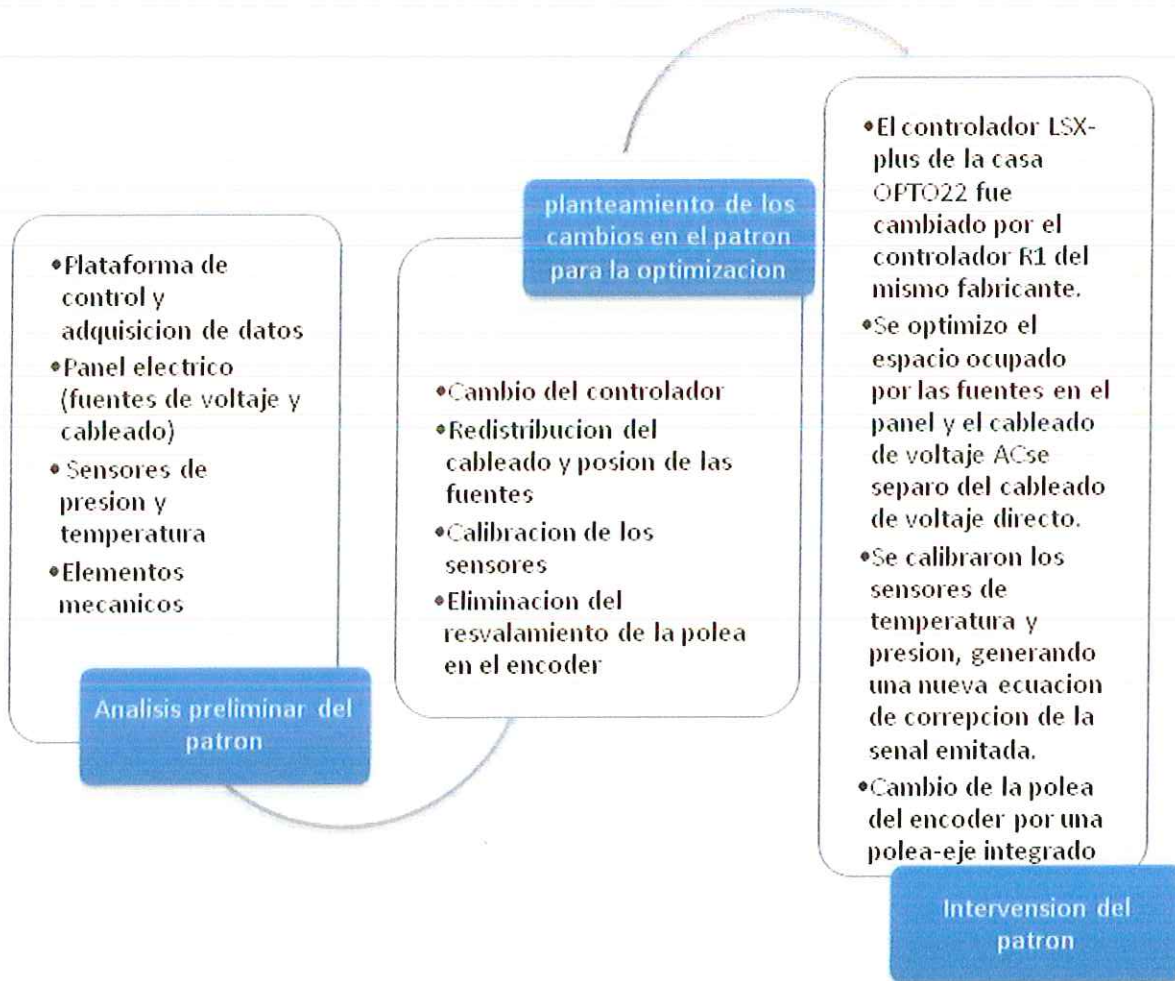 •Plataforma de
control y
adquisicion de datos
•Panel electrico
(fuentes de voltaje y
cableado)
•Sensores de
presion y
temperatura
•Elementos
mecanicos
Analisis preliminar del
patron
planteamiento de los
cambios en el patron
para la optimizacion
•Cambio del controlador
•Redistribucion del
cableado y posion de las
fuentes
•Calibracion de los
sensores
•Eliminacion del
resvalamiento de la polea
en el encoder
•El controlador LSX-
plus de la casa
OPTO22 fue
cambiado por el
controlador R1 del
mismo fabricante.
•Se optimizo el
espacio ocupado
por las fuentes en el
panel y el cableado
de voltaje ACse
separo del cableado
de voltaje directo.
•Se calibraron los
sensores de
temperatura y
presion, generando
una nueva ecuacion
de correpcion de la
senal emitada.
•Cambio de la polea
del encoder por una
polea-eje integrado
Intervension del
patron